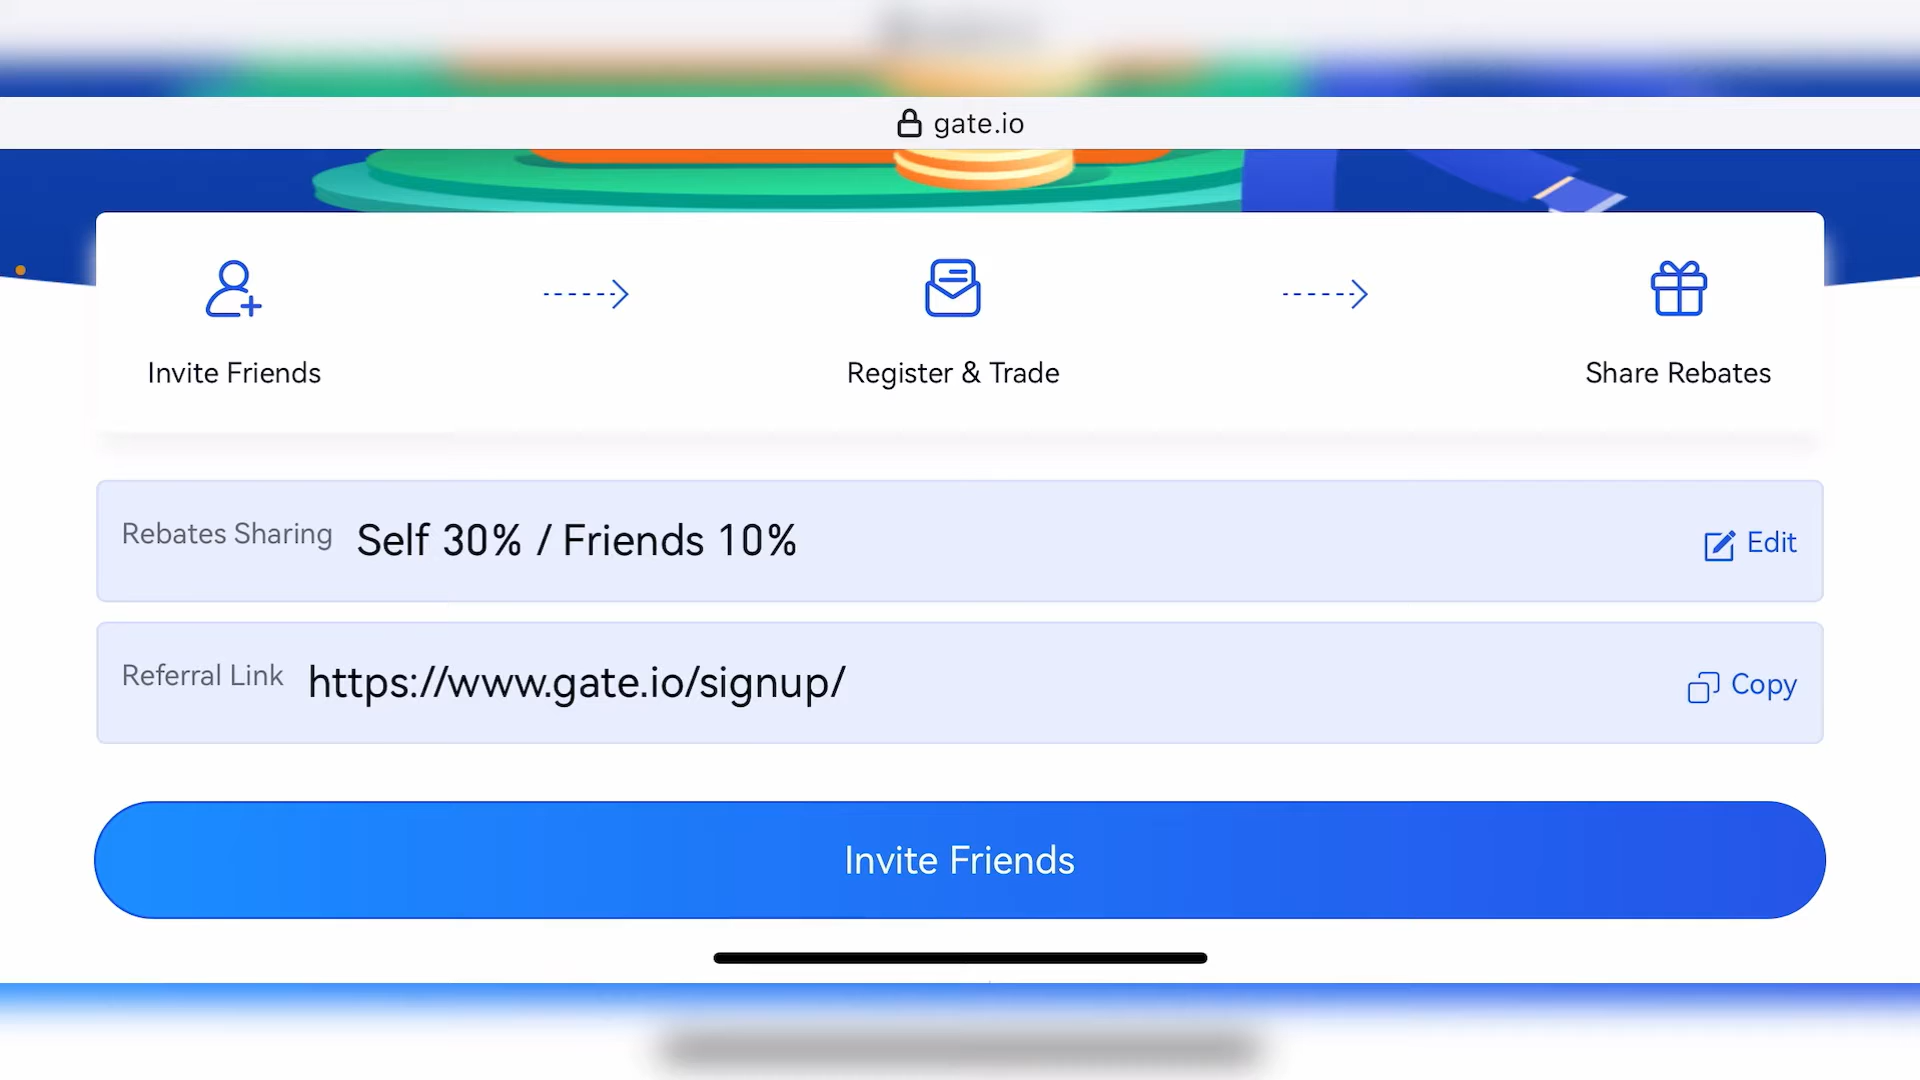 gate.io
Invite Friends
Register & Trade
Share Rebates
Rebates Sharing Self 30% / Friends 10%
Edit
Referral Link https://www.gate.io/signup/
Copy
Invite Friends